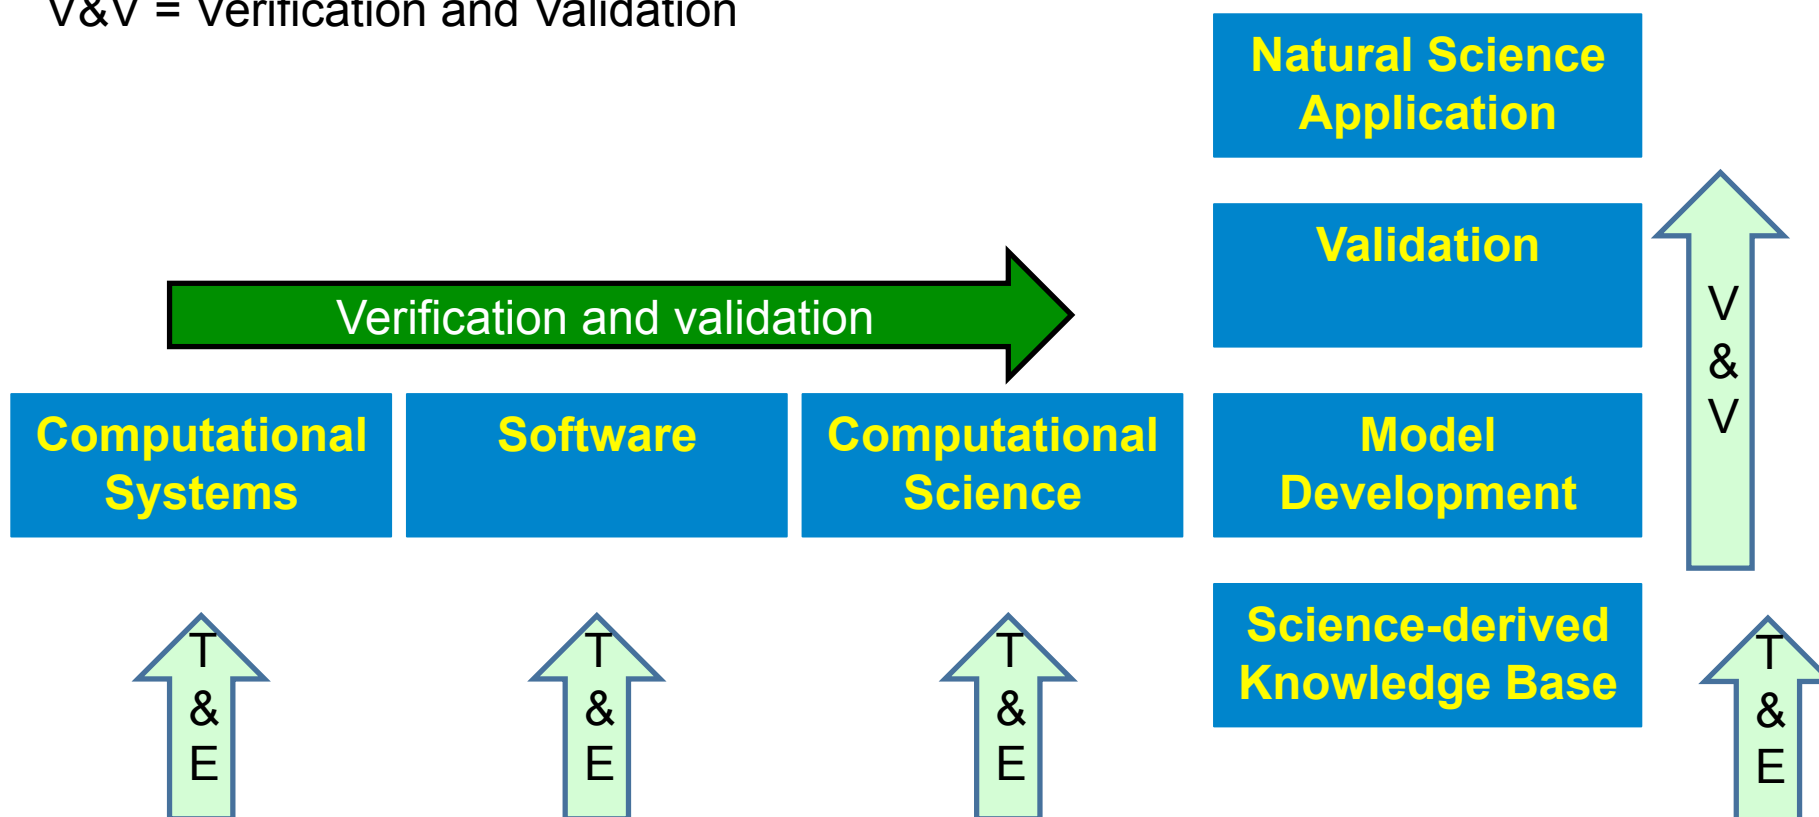 V&V = Verification and Validation
Natural Science
Application
Validation
Verification and validation
V
&
V
Computational
Systems
Software
Computational
Science
Model
Development
Science-derived
Knowledge Base
T
&
E
T
&
E
T
&
E
T
&
E